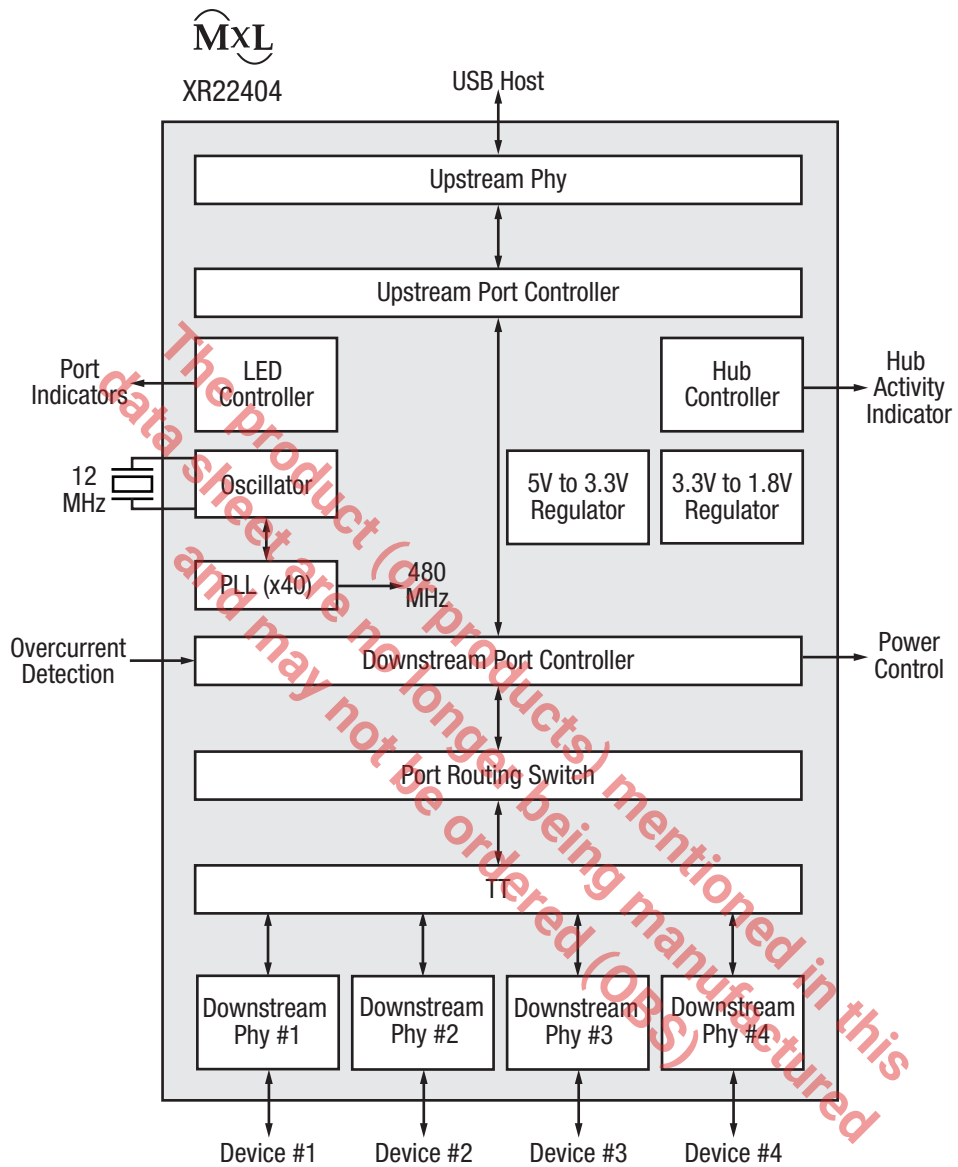 MxL
XR22404
USB Host
Upstream Phy
Upstream Port Controller
Port
Indicators
LED
Controller
Hub
Controller
Hub
Activity
Indicator
12
MHz
Oscillator
5V to 3.3V
Regulator
3.3V to 1.8V
Regulator
PLL (x40)
480
MHz
Overcurrent
Detection
Downstream Port Controller
Power
Control
Port Routing Switch
TT
Downstream
Phy #1
Downstream
Phy #2
Downstream
Phy #3
Downstream
Phy #4
Device #1
Device #2
Device #3
Device #4
The product (or products) mentioned in this
data sheet are no longer being manufactured
and may not be ordered (OBS)